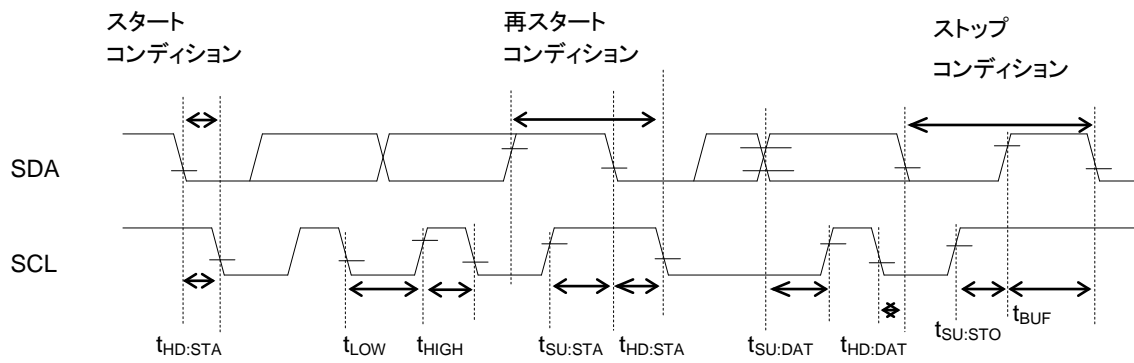 スタート
コンディション
再スタート
コンディション
ストップ
コンディション
SDA
SCL
tHD:STA
tLOW
tHIGH
tSU:STA
tHD:STA
tSU:DAT
tHD:DAT
tSU:STO
tBUF